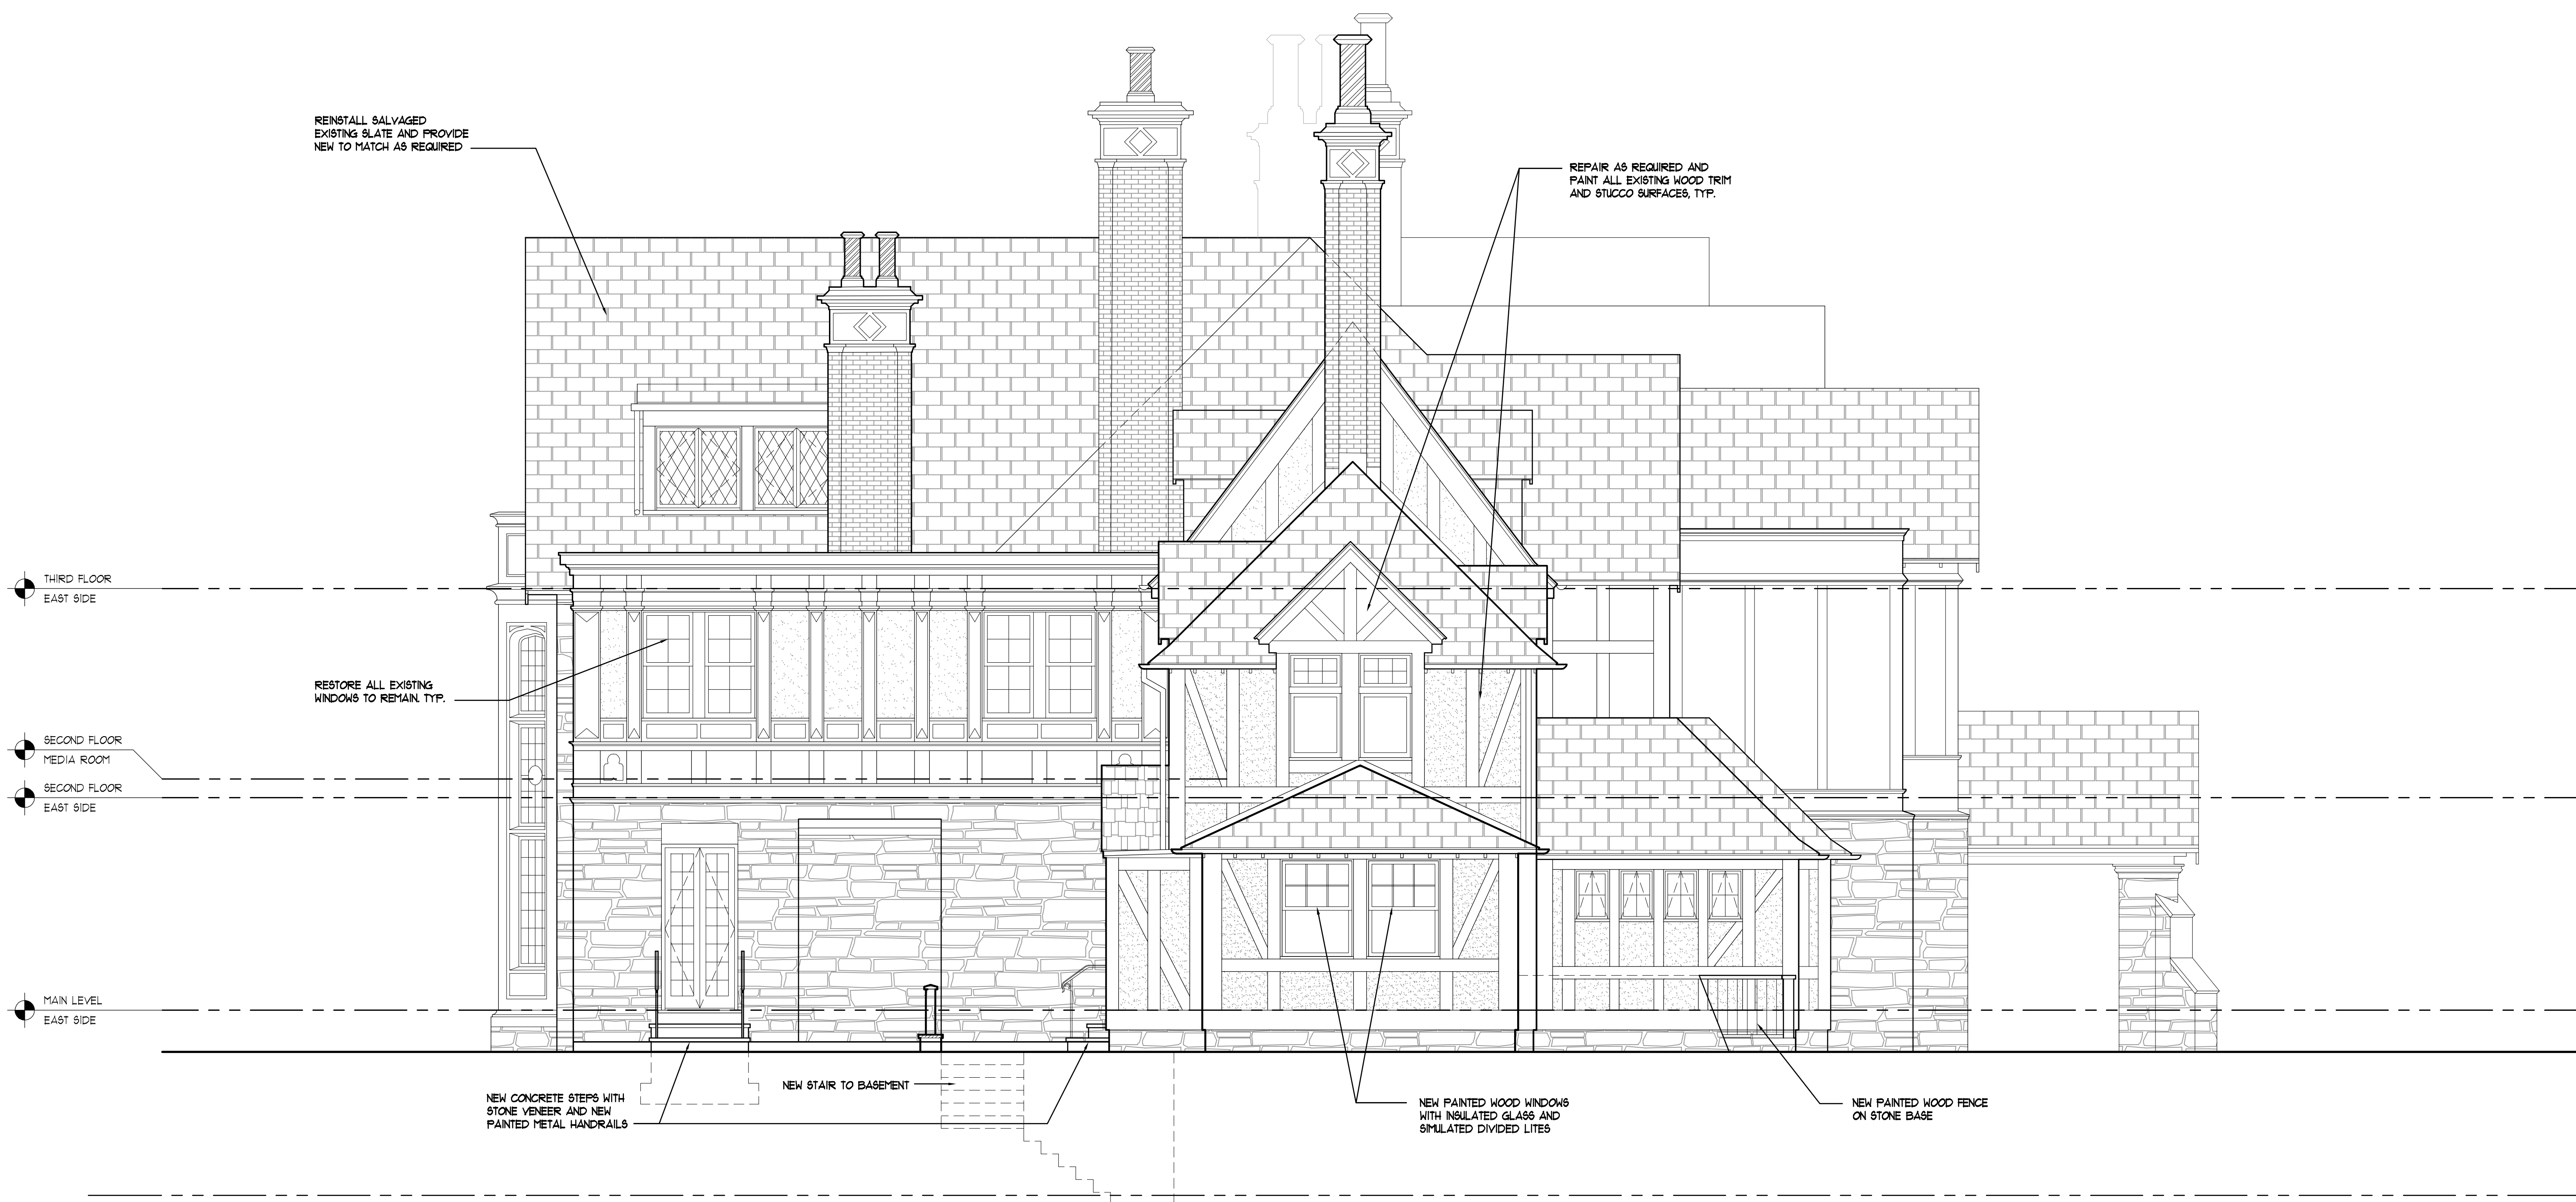 REINSTALL SALVAGED
EXISTING SLATE AND PROVIDE
NEW TO MATCH AS REQUIRED
REPAIR AS REQUIRED AND
PAINT ALL EXISTING WOOD TRIM
AND STUCCO SURFACES, TYP.
THIRD FLOOR
EAST SIDE
RESTORE ALL EXISTING
WINDOWS TO REMAIN. TYP.
SECOND FLOOR
MEDIA ROOM
SECOND FLOOR
EAST SIDE
MAIN LEVEL
EAST SIDE
NEW CONCRETE STEPS WITH
STONE VENEER AND NEW
PAINTED METAL HANDRAILS
NEW STAIR TO BASEMENT
NEW PAINTED WOOD WINDOWS
WITH INSULATED GLASS AND
SIMULATED DIVIDED LITES
NEW PAINTED WOOD FENCE
ON STONE BASE